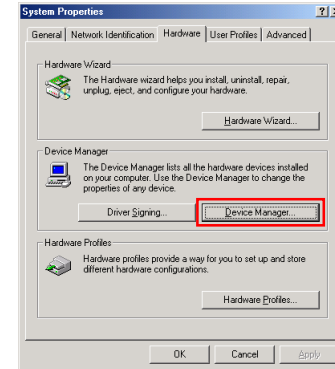 System Properties
General Network Identification Hardware User Profiles Advanced
Hardware Wizard
The Hardware wizard helps you install, uninstall, repair,
unplug, eject, and configure your hardware.
Hardware Wizard...
Device Manager
The Device Manager lists all the hardware devices installed
on your computer. Use the Device Manager to change the
properties of any device.
Driver Signing... Device Manager...
Hardware Profiles
Hardware profiles provide a way for you to set up and store
different hardware configurations.
Hardware Profiles...
OK Cancel Apply